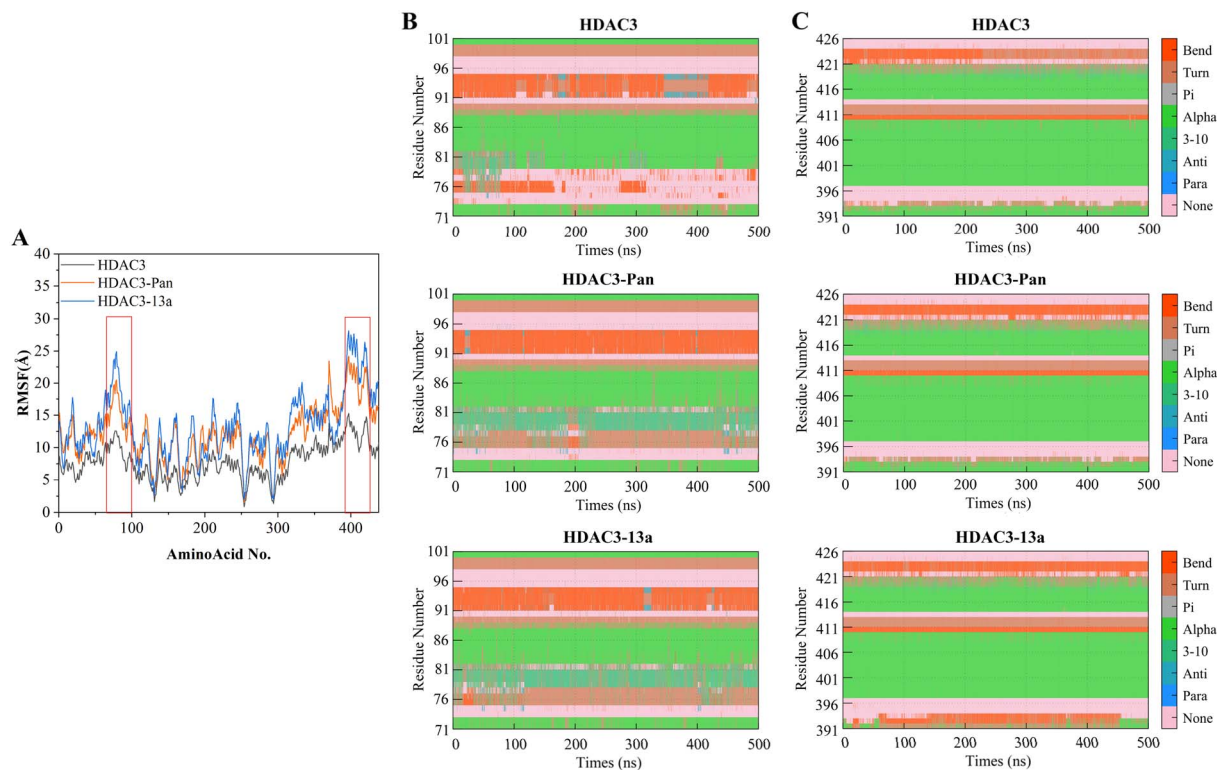 A
RMSF(Å)
40
35
30
25
20
15
10
5
0
HDAC3
HDAC3-Pan
HDAC3-13a
0
100
200
300
400
AminoAcid No.
B
HDAC3
Residue Number
101
96
91
86
81
76
71
0 100 200 300 400 500
Times (ns)
HDAC3-Pan
Residue Number
101
96
91
86
81
76
71
0 100 200 300 400 500
Times (ns)
HDAC3-13a
Residue Number
101
96
91
86
81
76
71
0 100 200 300 400 500
Times (ns)
C
HDAC3
Residue Number
426
421
416
411
406
401
396
391
0 100 200 300 400 500
Times (ns)
Bend
Turn
Pi
Alpha
3-10
Anti
Para
None
HDAC3-Pan
Residue Number
426
421
416
411
406
401
396
391
0 100 200 300 400 500
Times (ns)
Bend
Turn
Pi
Alpha
3-10
Anti
Para
None
HDAC3-13a
Residue Number
426
421
416
411
406
401
396
391
0 100 200 300 400 500
Times (ns)
Bend
Turn
Pi
Alpha
3-10
Anti
Para
None